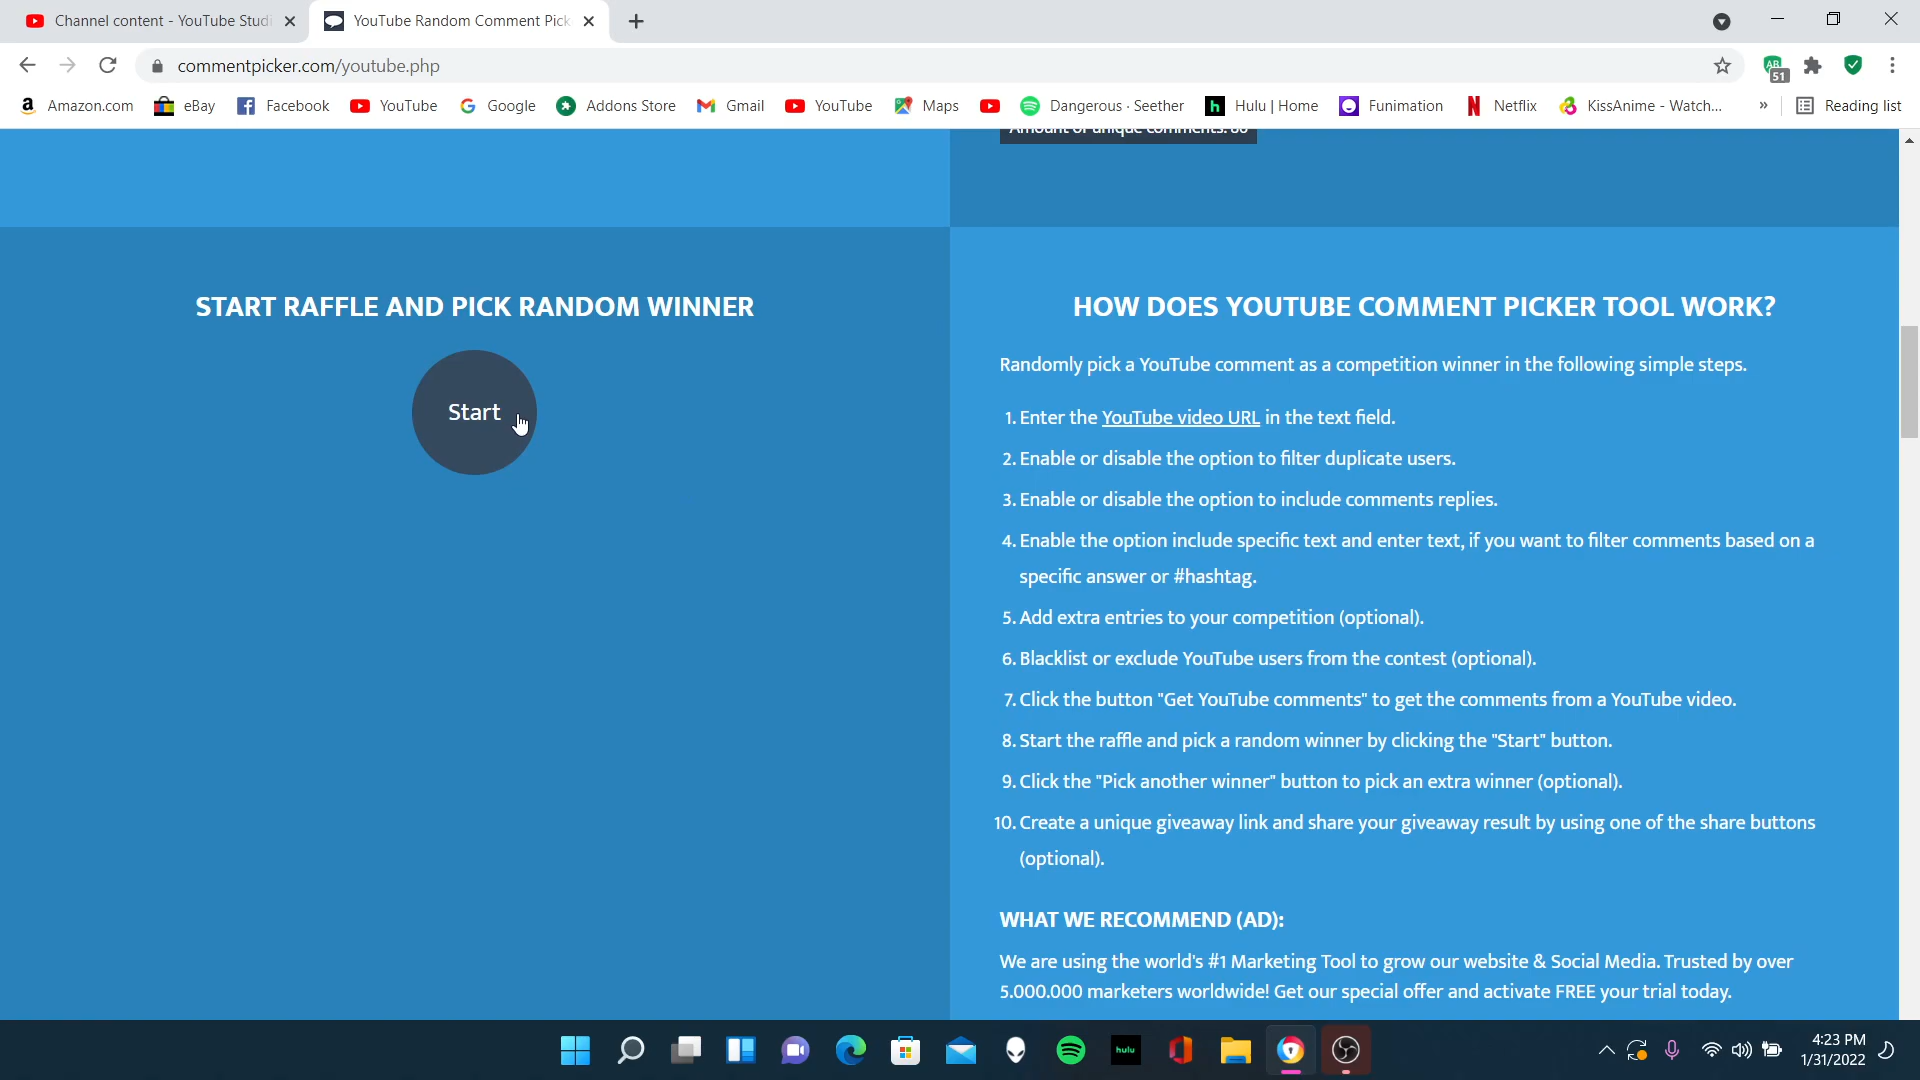 Channel content - YouTube Studi
YouTube Random Comment Pick
commentpicker.com/youtube.php
51
Amazon.com
eBay
Facebook
YouTube
Google
Addons Store
Gmail
YouTube
Maps
Dangerous · Seether
Hulu | Home
Funimation
Netflix
KissAnime - Watch...
»
Reading list
Amount of unique comments: 80
START RAFFLE AND PICK RANDOM WINNER
Start
HOW DOES YOUTUBE COMMENT PICKER TOOL WORK?
Randomly pick a YouTube comment as a competition winner in the following simple steps.
1. Enter the YouTube video URL in the text field.
2. Enable or disable the option to filter duplicate users.
3. Enable or disable the option to include comments replies.
4. Enable the option include specific text and enter text, if you want to filter comments based on a
specific answer or #hashtag.
5. Add extra entries to your competition (optional).
6. Blacklist or exclude YouTube users from the contest (optional).
7. Click the button "Get YouTube comments" to get the comments from a YouTube video.
8. Start the raffle and pick a random winner by clicking the "Start" button.
9. Click the "Pick another winner" button to pick an extra winner (optional).
10. Create a unique giveaway link and share your giveaway result by using one of the share buttons
(optional).
WHAT WE RECOMMEND (AD):
We are using the world's #1 Marketing Tool to grow our website & Social Media. Trusted by over
5.000.000 marketers worldwide! Get our special offer and activate FREE your trial today.
hulu
4:23 PM
1/31/2022